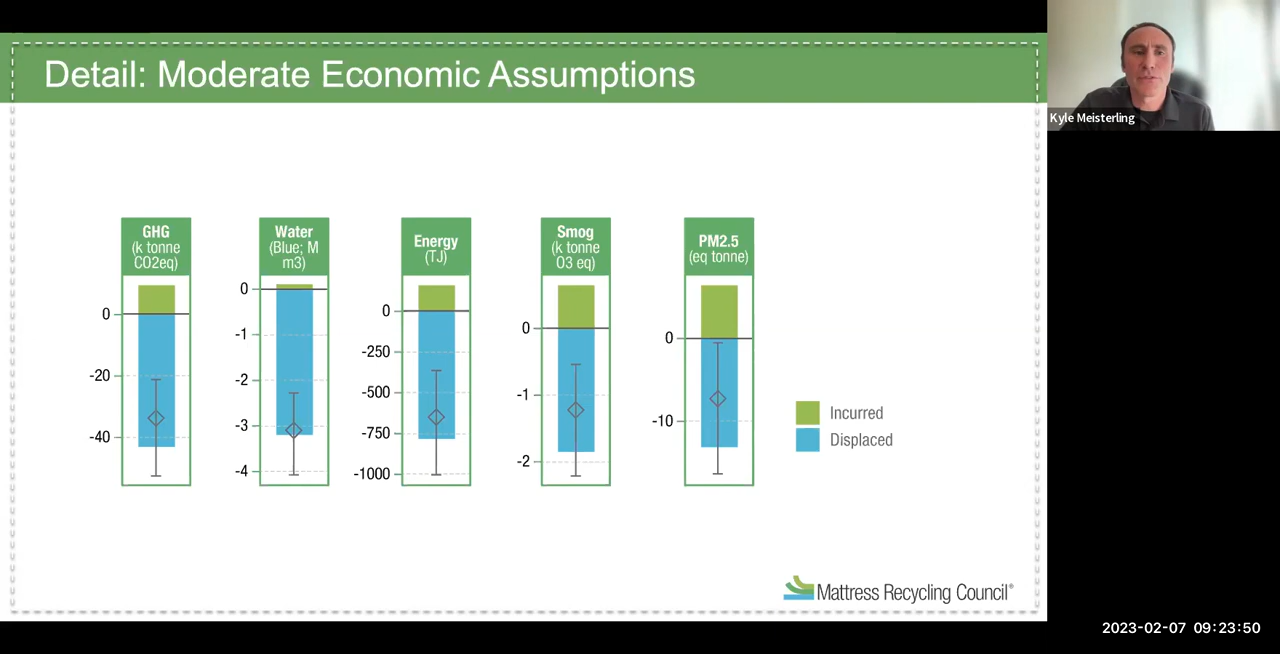 Detail: Moderate Economic Assumptions
Kyle Meisterling
GHG
(k tonne
CO2eq)
0
-20
-40
Water
(Blue; M
m3)
0
-1
-2
-3
-4
Energy
(TJ)
0
-250
-500
-750
-1000
Smog
(k tonne
O3 eq)
0
-1
-2
PM2.5
(eq tonne)
0
-10
Incurred
Displaced
Mattress Recycling Council®
2023-02-07 09:23:50